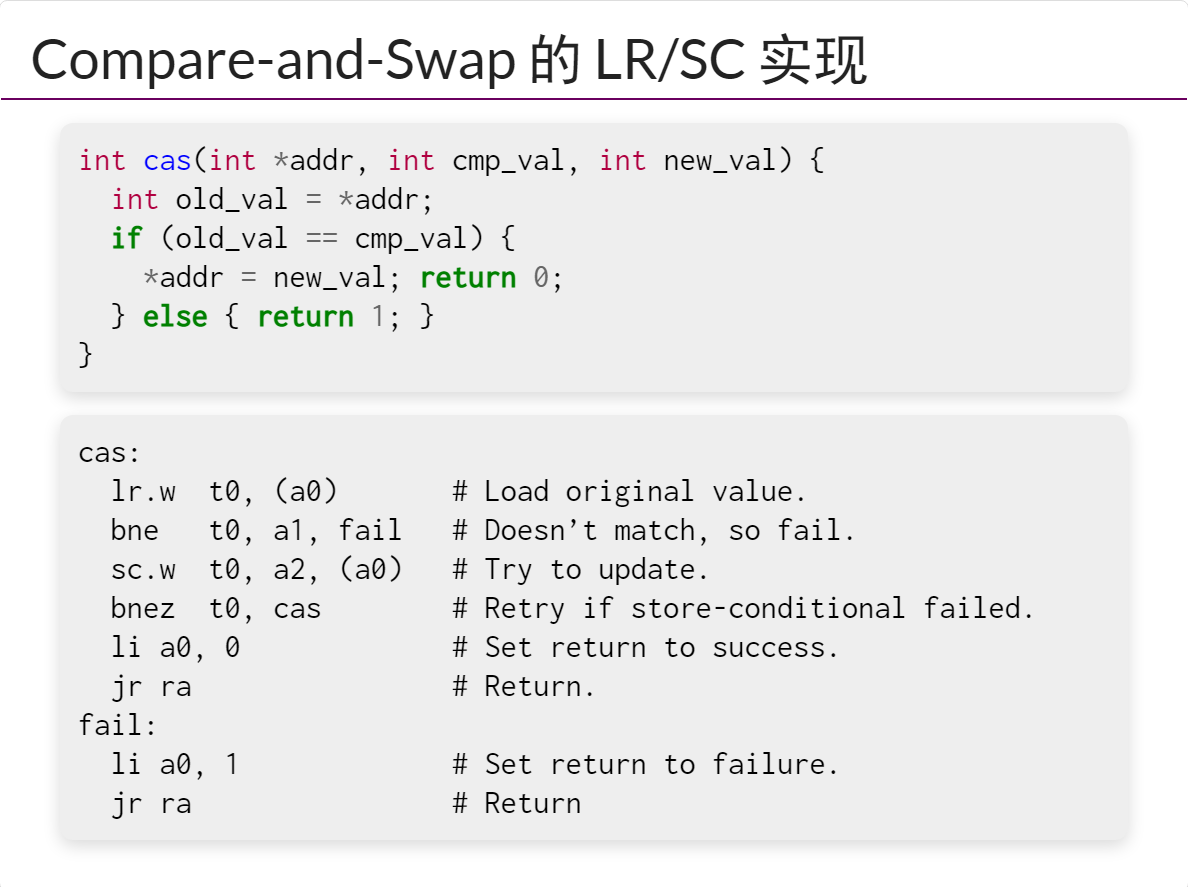 Compare-and-Swap 的 LR/SC 实现
int cas(int *addr, int cmp_val, int new_val) {
  int old_val = *addr;
  if (old_val == cmp_val) {
    *addr = new_val; return 0;
  } else { return 1; }
}
cas:
  lr.w  t0, (a0)       # Load original value.
  bne   t0, a1, fail   # Doesn’t match, so fail.
  sc.w  t0, a2, (a0)   # Try to update.
  bnez  t0, cas        # Retry if store-conditional failed.
  li a0, 0             # Set return to success.
  jr ra                # Return.
fail:
  li a0, 1             # Set return to failure.
  jr ra                # Return